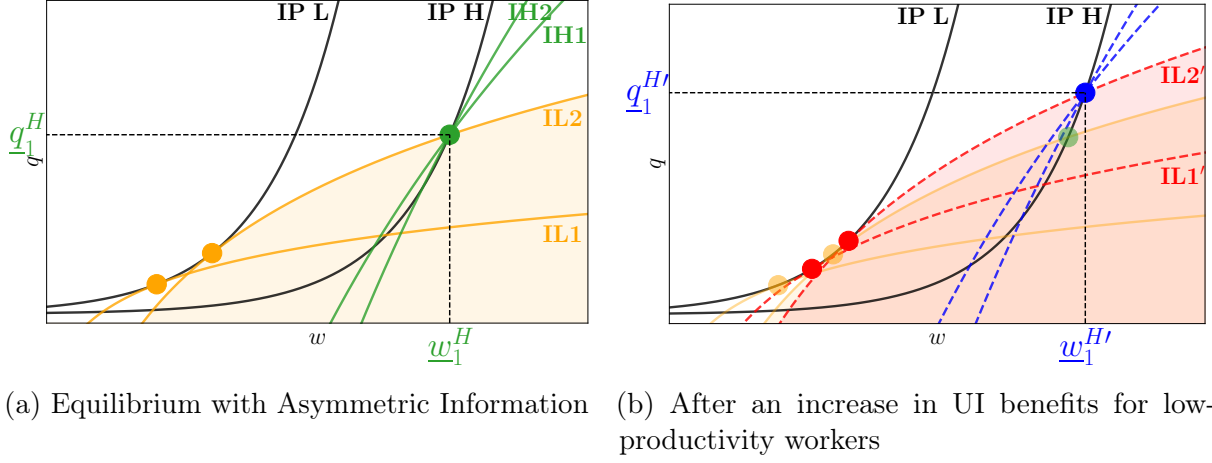 IP L
IP H
IH2
IH1
IL2
IL1
q_1^H
q
w
w_1^H
IP L
IP H
IL2′
IL1′
q_1^{H′}
w
w_1^{H′}
(a) Equilibrium with Asymmetric Information
(b) After an increase in UI benefits for low-
productivity workers